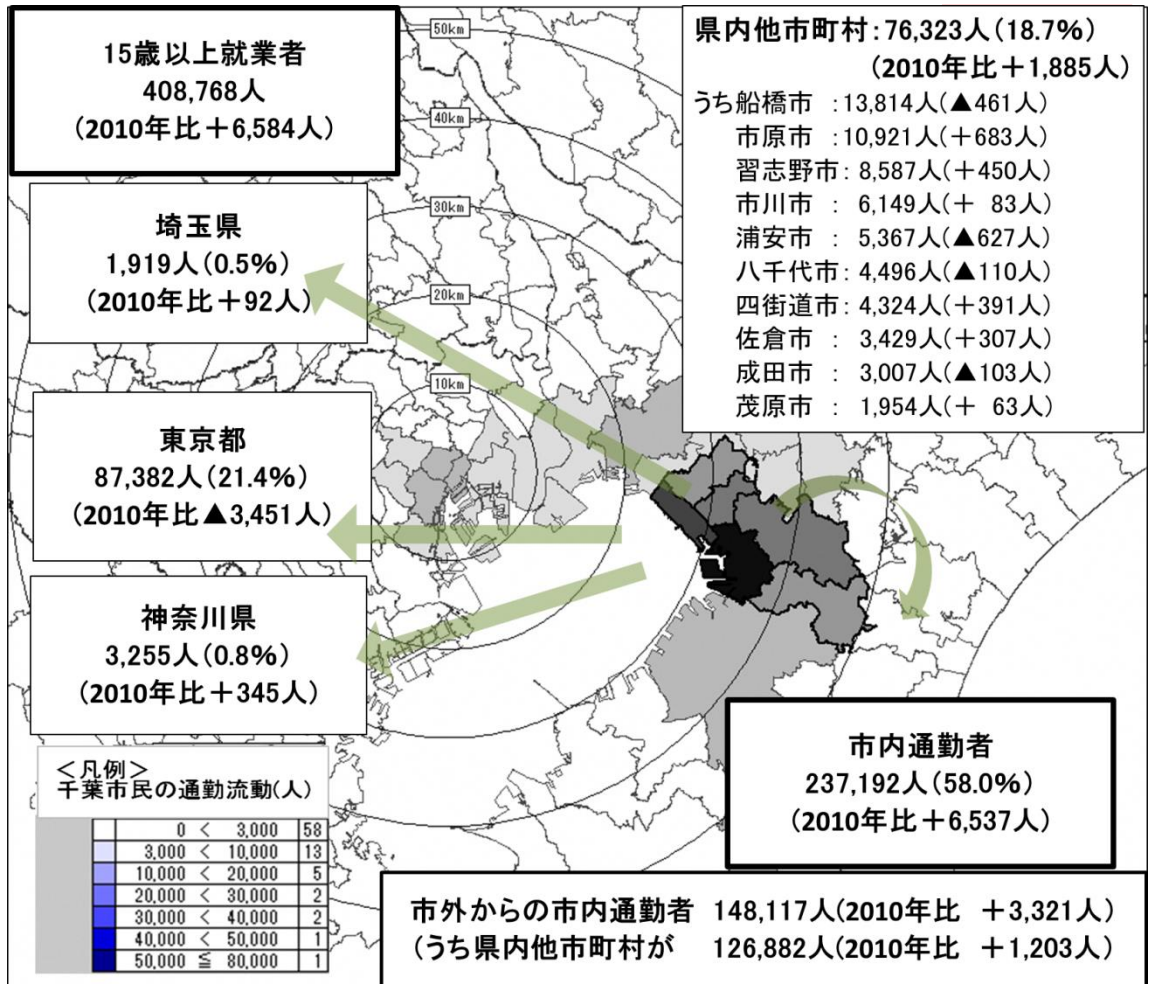 15歳以上就業者
408,768人
(2010年比+6,584人)
埼玉県
1,919人(0.5%)
(2010年比+92人)
東京都
87,382人(21.4%)
(2010年比▲3,451人)
神奈川県
3,255人(0.8%)
(2010年比+345人)
50km
40km
30km
20km
10km
県内他市町村:76,323人(18.7%)
(2010年比+1,885人)
うち船橋市 :13,814人(▲461人)
市原市 :10,921人(+683人)
習志野市: 8,587人(+450人)
市川市 : 6,149人(+ 83人)
浦安市 : 5,367人(▲627人)
八千代市: 4,496人(▲110人)
四街道市: 4,324人(+391人)
佐倉市 : 3,429人(+307人)
成田市 : 3,007人(▲103人)
茂原市 : 1,954人(+ 63人)
市内通勤者
237,192人(58.0%)
(2010年比+6,537人)
<凡例>
千葉市民の通勤流動(人)
0 < 3,000 58
3,000 < 10,000 13
10,000 < 20,000 5
20,000 < 30,000 2
30,000 < 40,000 2
40,000 < 50,000 1
50,000 ≦ 80,000 1
市外からの市内通勤者 148,117人(2010年比 +3,321人)
(うち県内他市町村が 126,882人(2010年比 +1,203人)